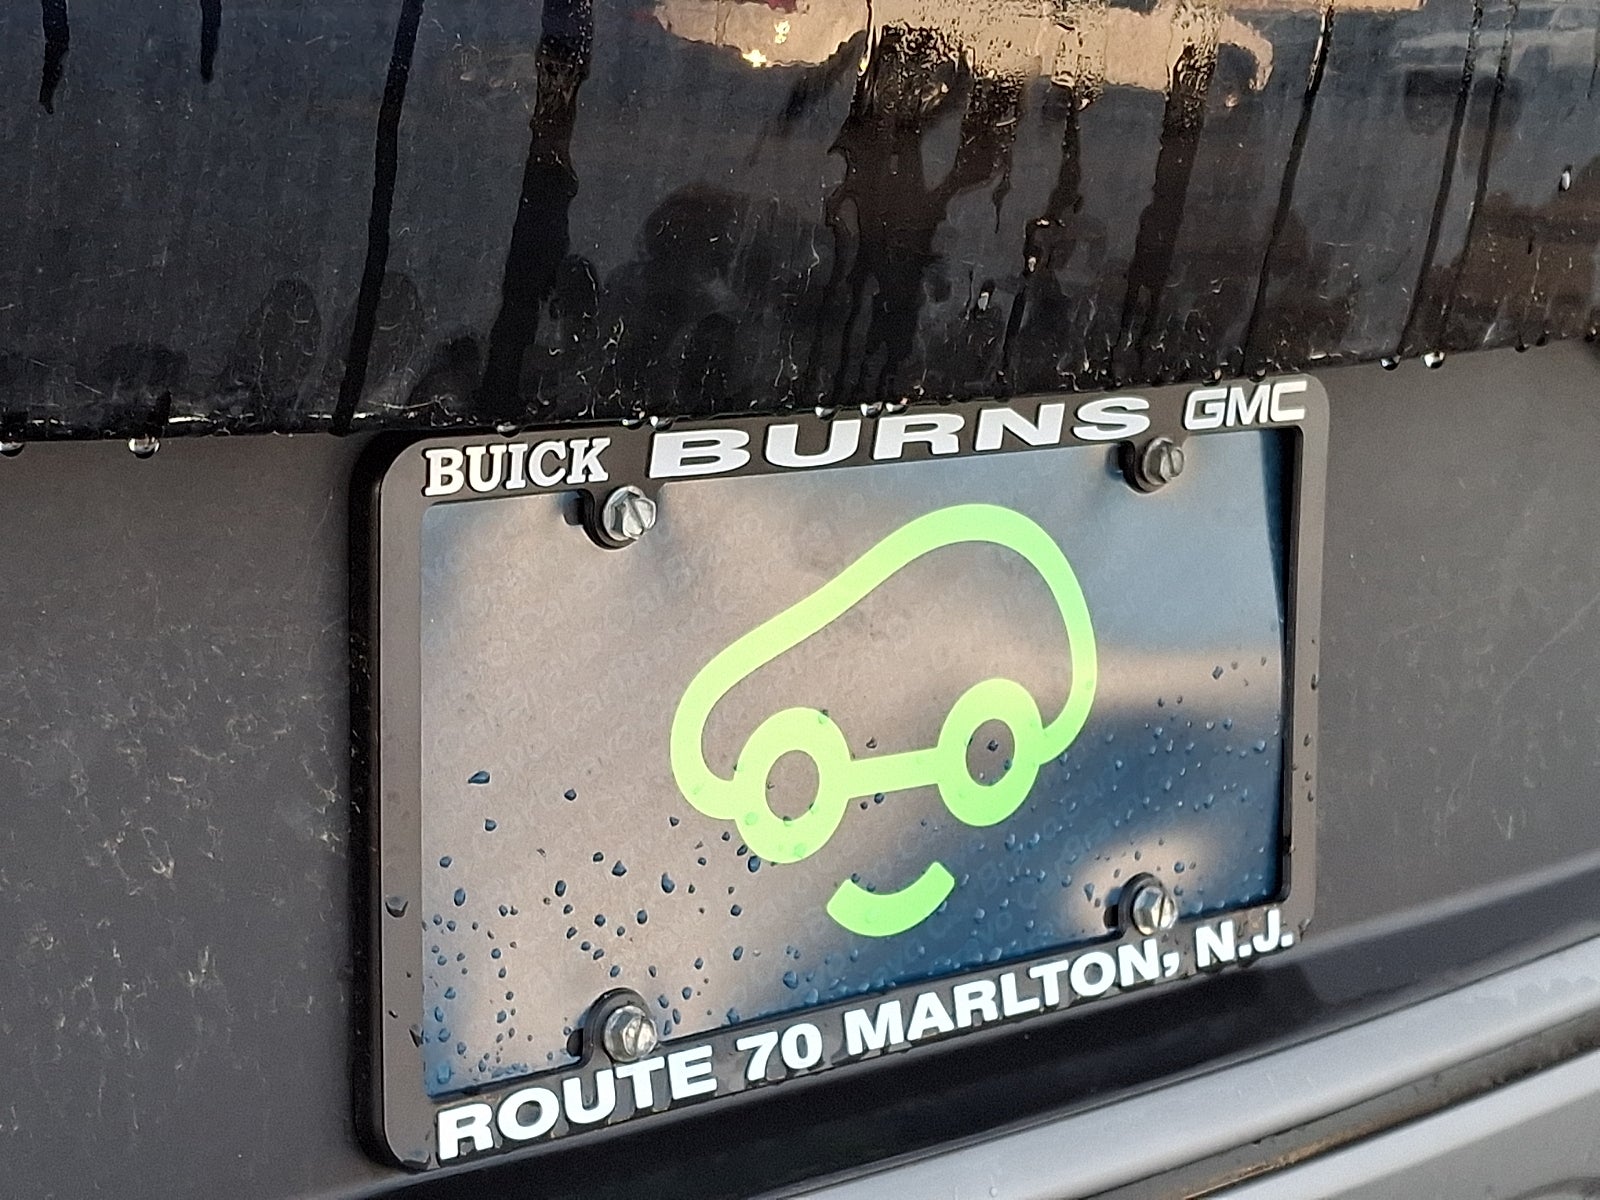 BUICK BURNS GMC
ROUTE 70 MARLTON, N.J.